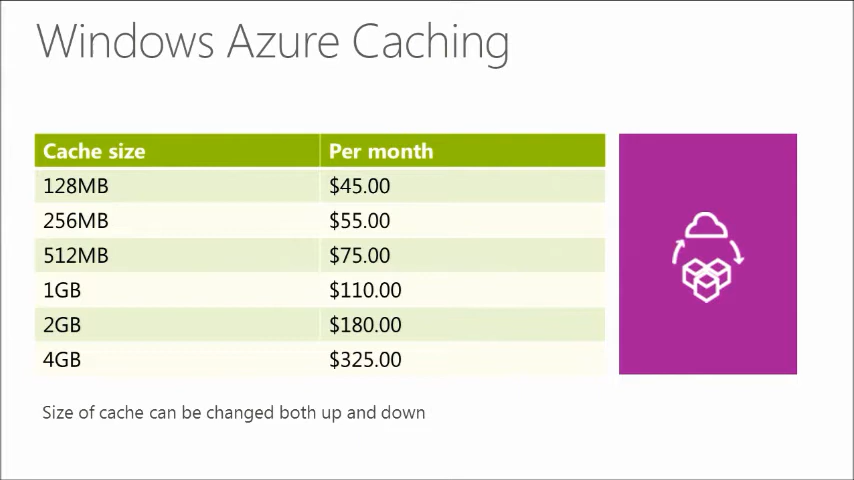 Windows Azure Caching
Cache size Per month
128MB $45.00
256MB $55.00
512MB $75.00
1GB $110.00
2GB $180.00
4GB $325.00
Size of cache can be changed both up and down